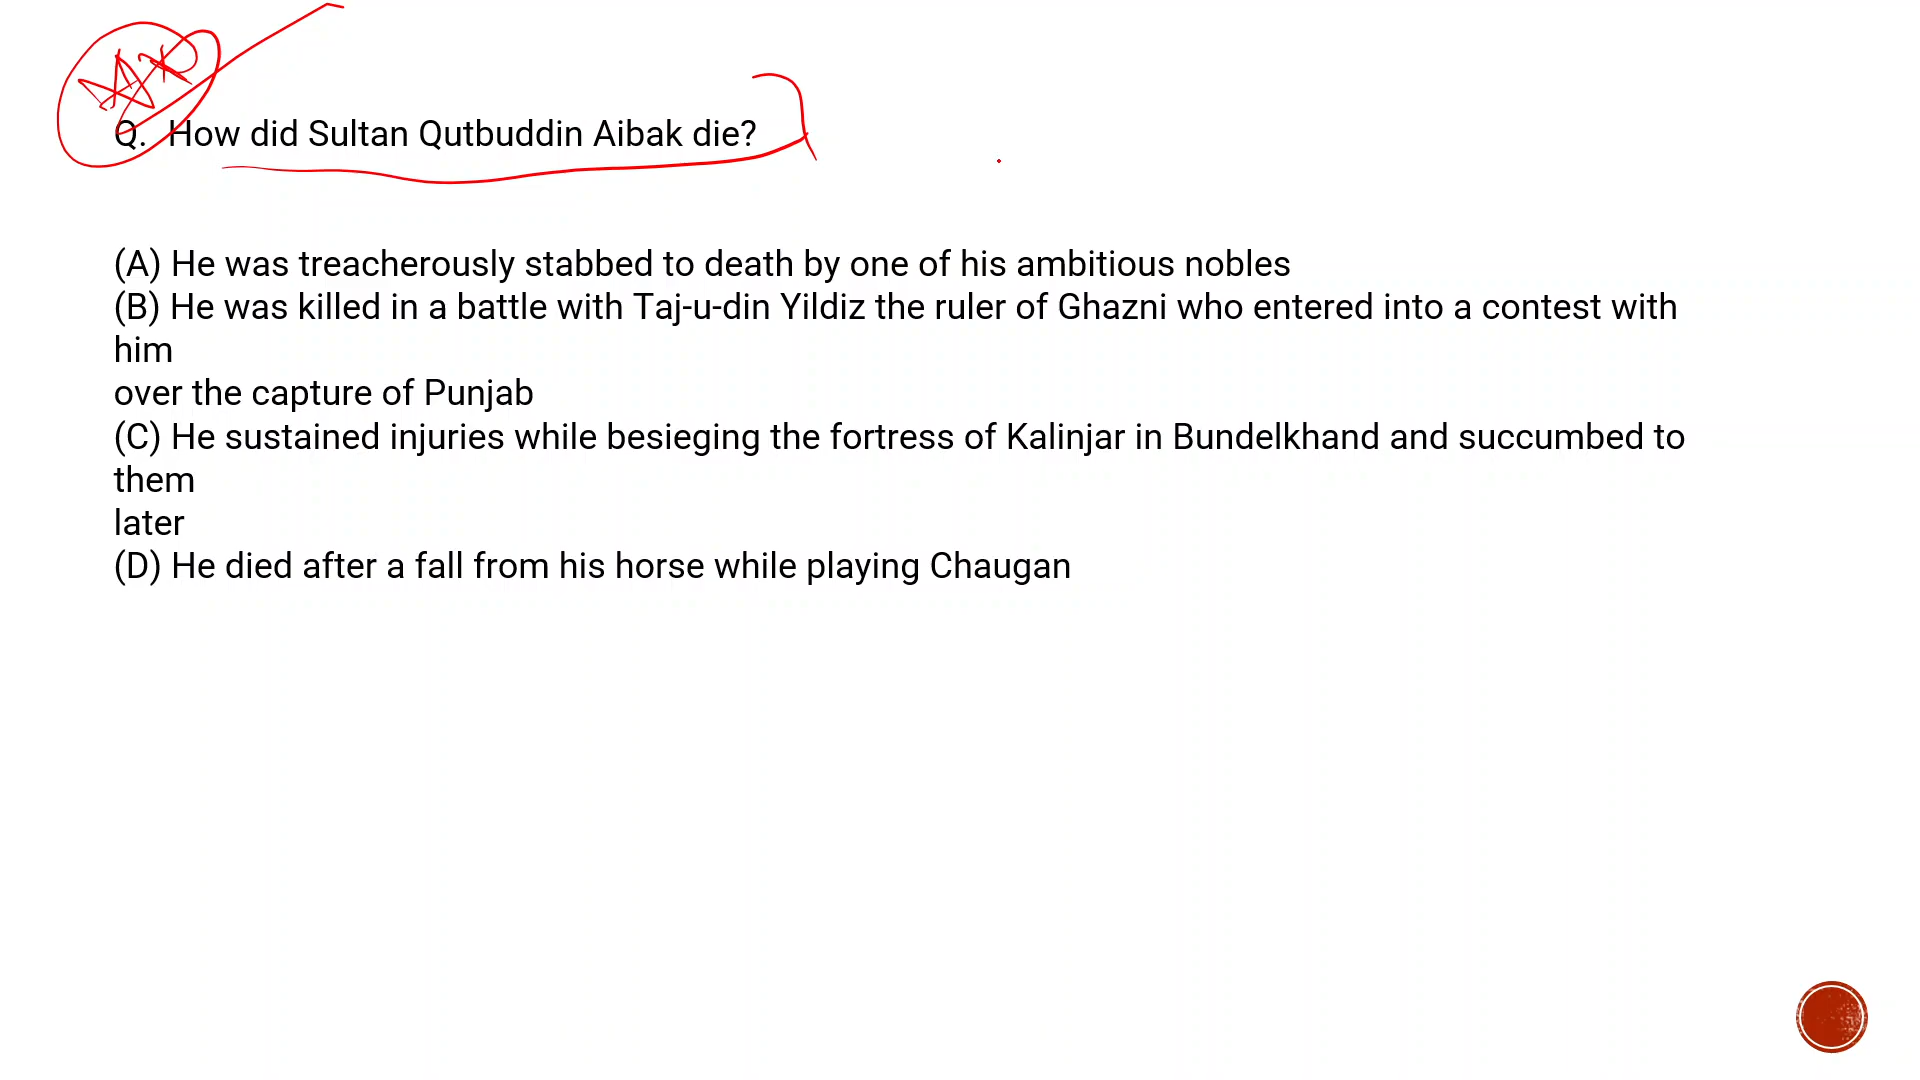 Q.  How did Sultan Qutbuddin Aibak die?
(A) He was treacherously stabbed to death by one of his ambitious nobles
(B) He was killed in a battle with Taj-u-din Yildiz the ruler of Ghazni who entered into a contest with
him
over the capture of Punjab
(C) He sustained injuries while besieging the fortress of Kalinjar in Bundelkhand and succumbed to
them
later
(D) He died after a fall from his horse while playing Chaugan